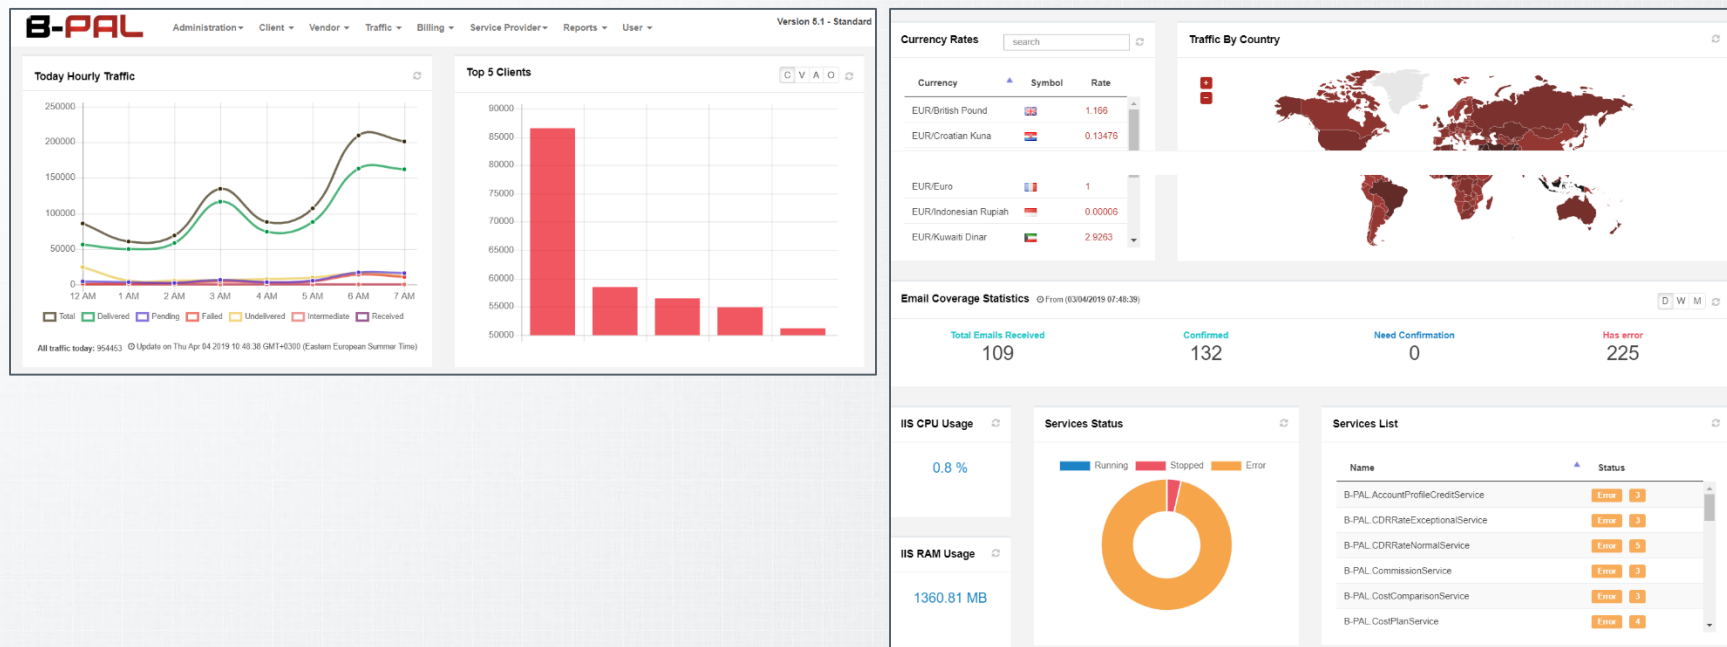 B-PAL
Administration Client Vendor Traffic Billing Service Provider Reports User
Version 5.1 - Standard
Today Hourly Traffic
250000
200000
150000
100000
50000
0
12 AM 1 AM 2 AM 3 AM 4 AM 5 AM 6 AM 7 AM
Total Delivered Pending Failed Undelivered Intermediate Received
All traffic today: 954453 Update on Thu Apr 04 2019 10:48:38 GMT+0300 (Eastern European Summer Time)
Top 5 Clients
C V A O
90000
85000
80000
75000
70000
65000
60000
55000
50000
Currency Rates
search
Currency Symbol Rate
EUR/British Pound 1.166
EUR/Croatian Kuna 0.13476
EUR/Euro 1
EUR/Indonesian Rupiah 0.00006
EUR/Kuwaiti Dinar 2.9263
Traffic By Country
+
−
Email Coverage Statistics From (03/04/2019 07:48:39)
D W M
Total Emails Received Confirmed Need Confirmation Has error
109 132 0 225
IIS CPU Usage
0.8 %
IIS RAM Usage
1360.81 MB
Services Status
Running Stopped Error
Services List
Name Status
B-PAL.AccountProfileCreditService Error 3
B-PAL.CDRRateExceptionalService Error 3
B-PAL.CDRRateNormalService Error 5
B-PAL.CommissionService Error 3
B-PAL.CostComparisonService Error 3
B-PAL.CostPlanService Error 4